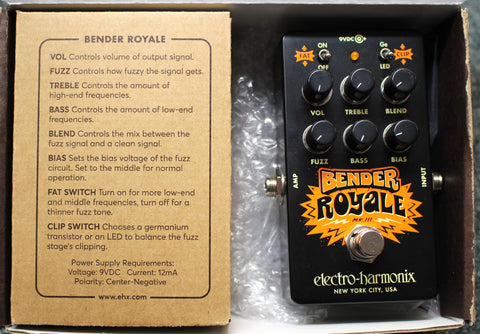 BENDER ROYALE
VOL Controls volume of output signal.
FUZZ Controls how fuzzy the signal gets.
TREBLE Controls the amount of
high-end frequencies.
BASS Controls the amount of low-end
frequencies.
BLEND Controls the mix between the
fuzz signal and a clean signal.
BIAS Sets the bias voltage of the fuzz
circuit. Set to the middle for normal
operation.
FAT SWITCH Turn on for more low-end
and middle frequencies, turn off for a
thinner fuzz tone.
CLIP SWITCH Chooses a germanium
transistor or an LED to balance the
fuzz stage's clipping.
Power Supply Requirements:
Voltage: 9VDC Current: 12mA
Polarity: Center-Negative
www.ehx.com
ON
9VDC
Ge
FAT
CLIP
OFF
LED
VOL TREBLE BLEND
FUZZ BASS BIAS
AMP
INPUT
BENDER
ROYALE
MK III
electro-harmonix
NEW YORK CITY, USA